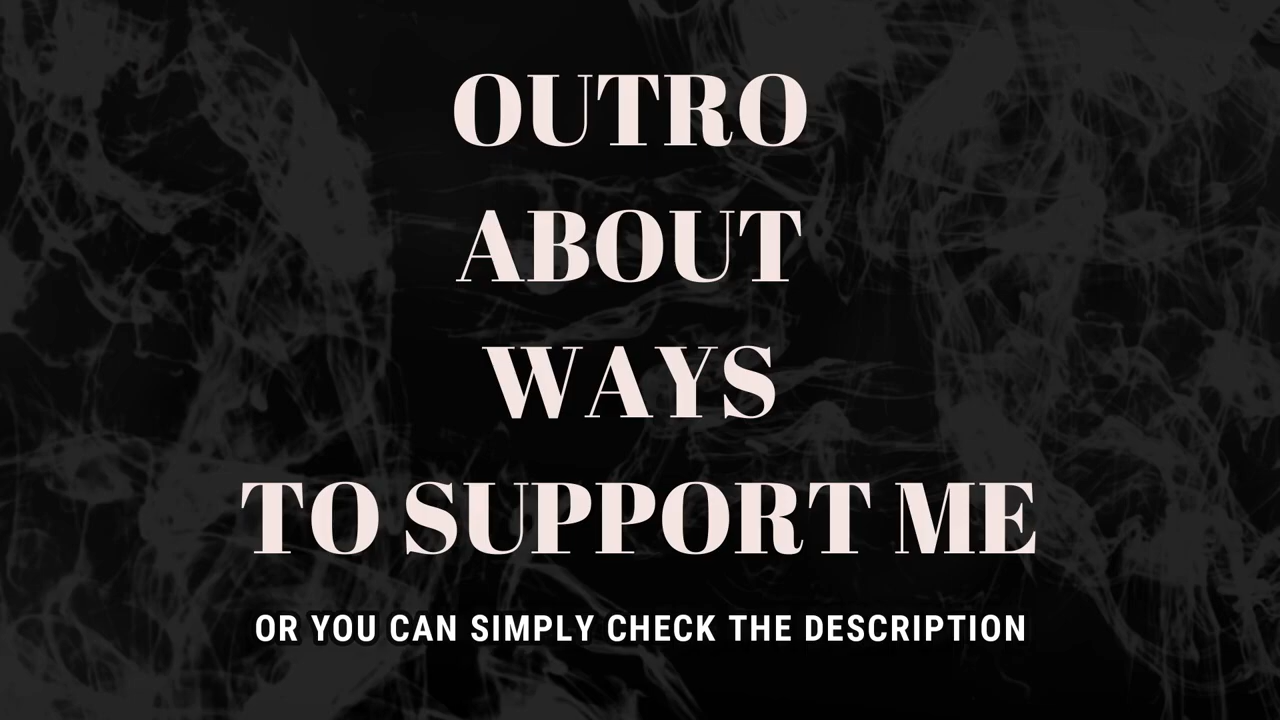 OUTRO
ABOUT
WAYS
TO SUPPORT ME
OR YOU CAN SIMPLY CHECK THE DESCRIPTION